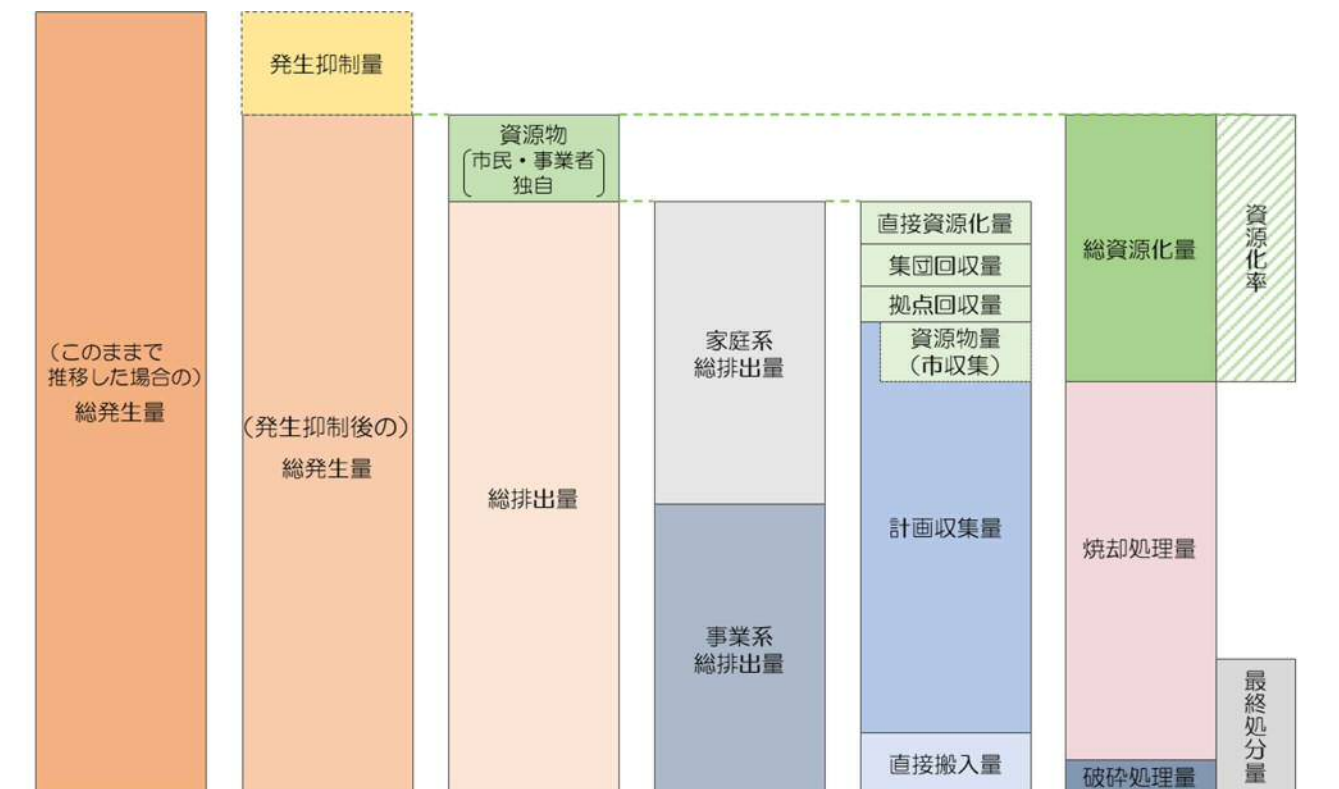 (このままで
推移した場合の)
総発生量
発生抑制量
(発生抑制後の)
総発生量
資源物
(市民・事業者
独自)
総排出量
家庭系
総排出量
事業系
総排出量
直接資源化量
集団回収量
拠点回収量
資源物量
(市収集)
計画収集量
直接搬入量
総資源化量
焼却処理量
破砕処理量
資源化率
最終処分量